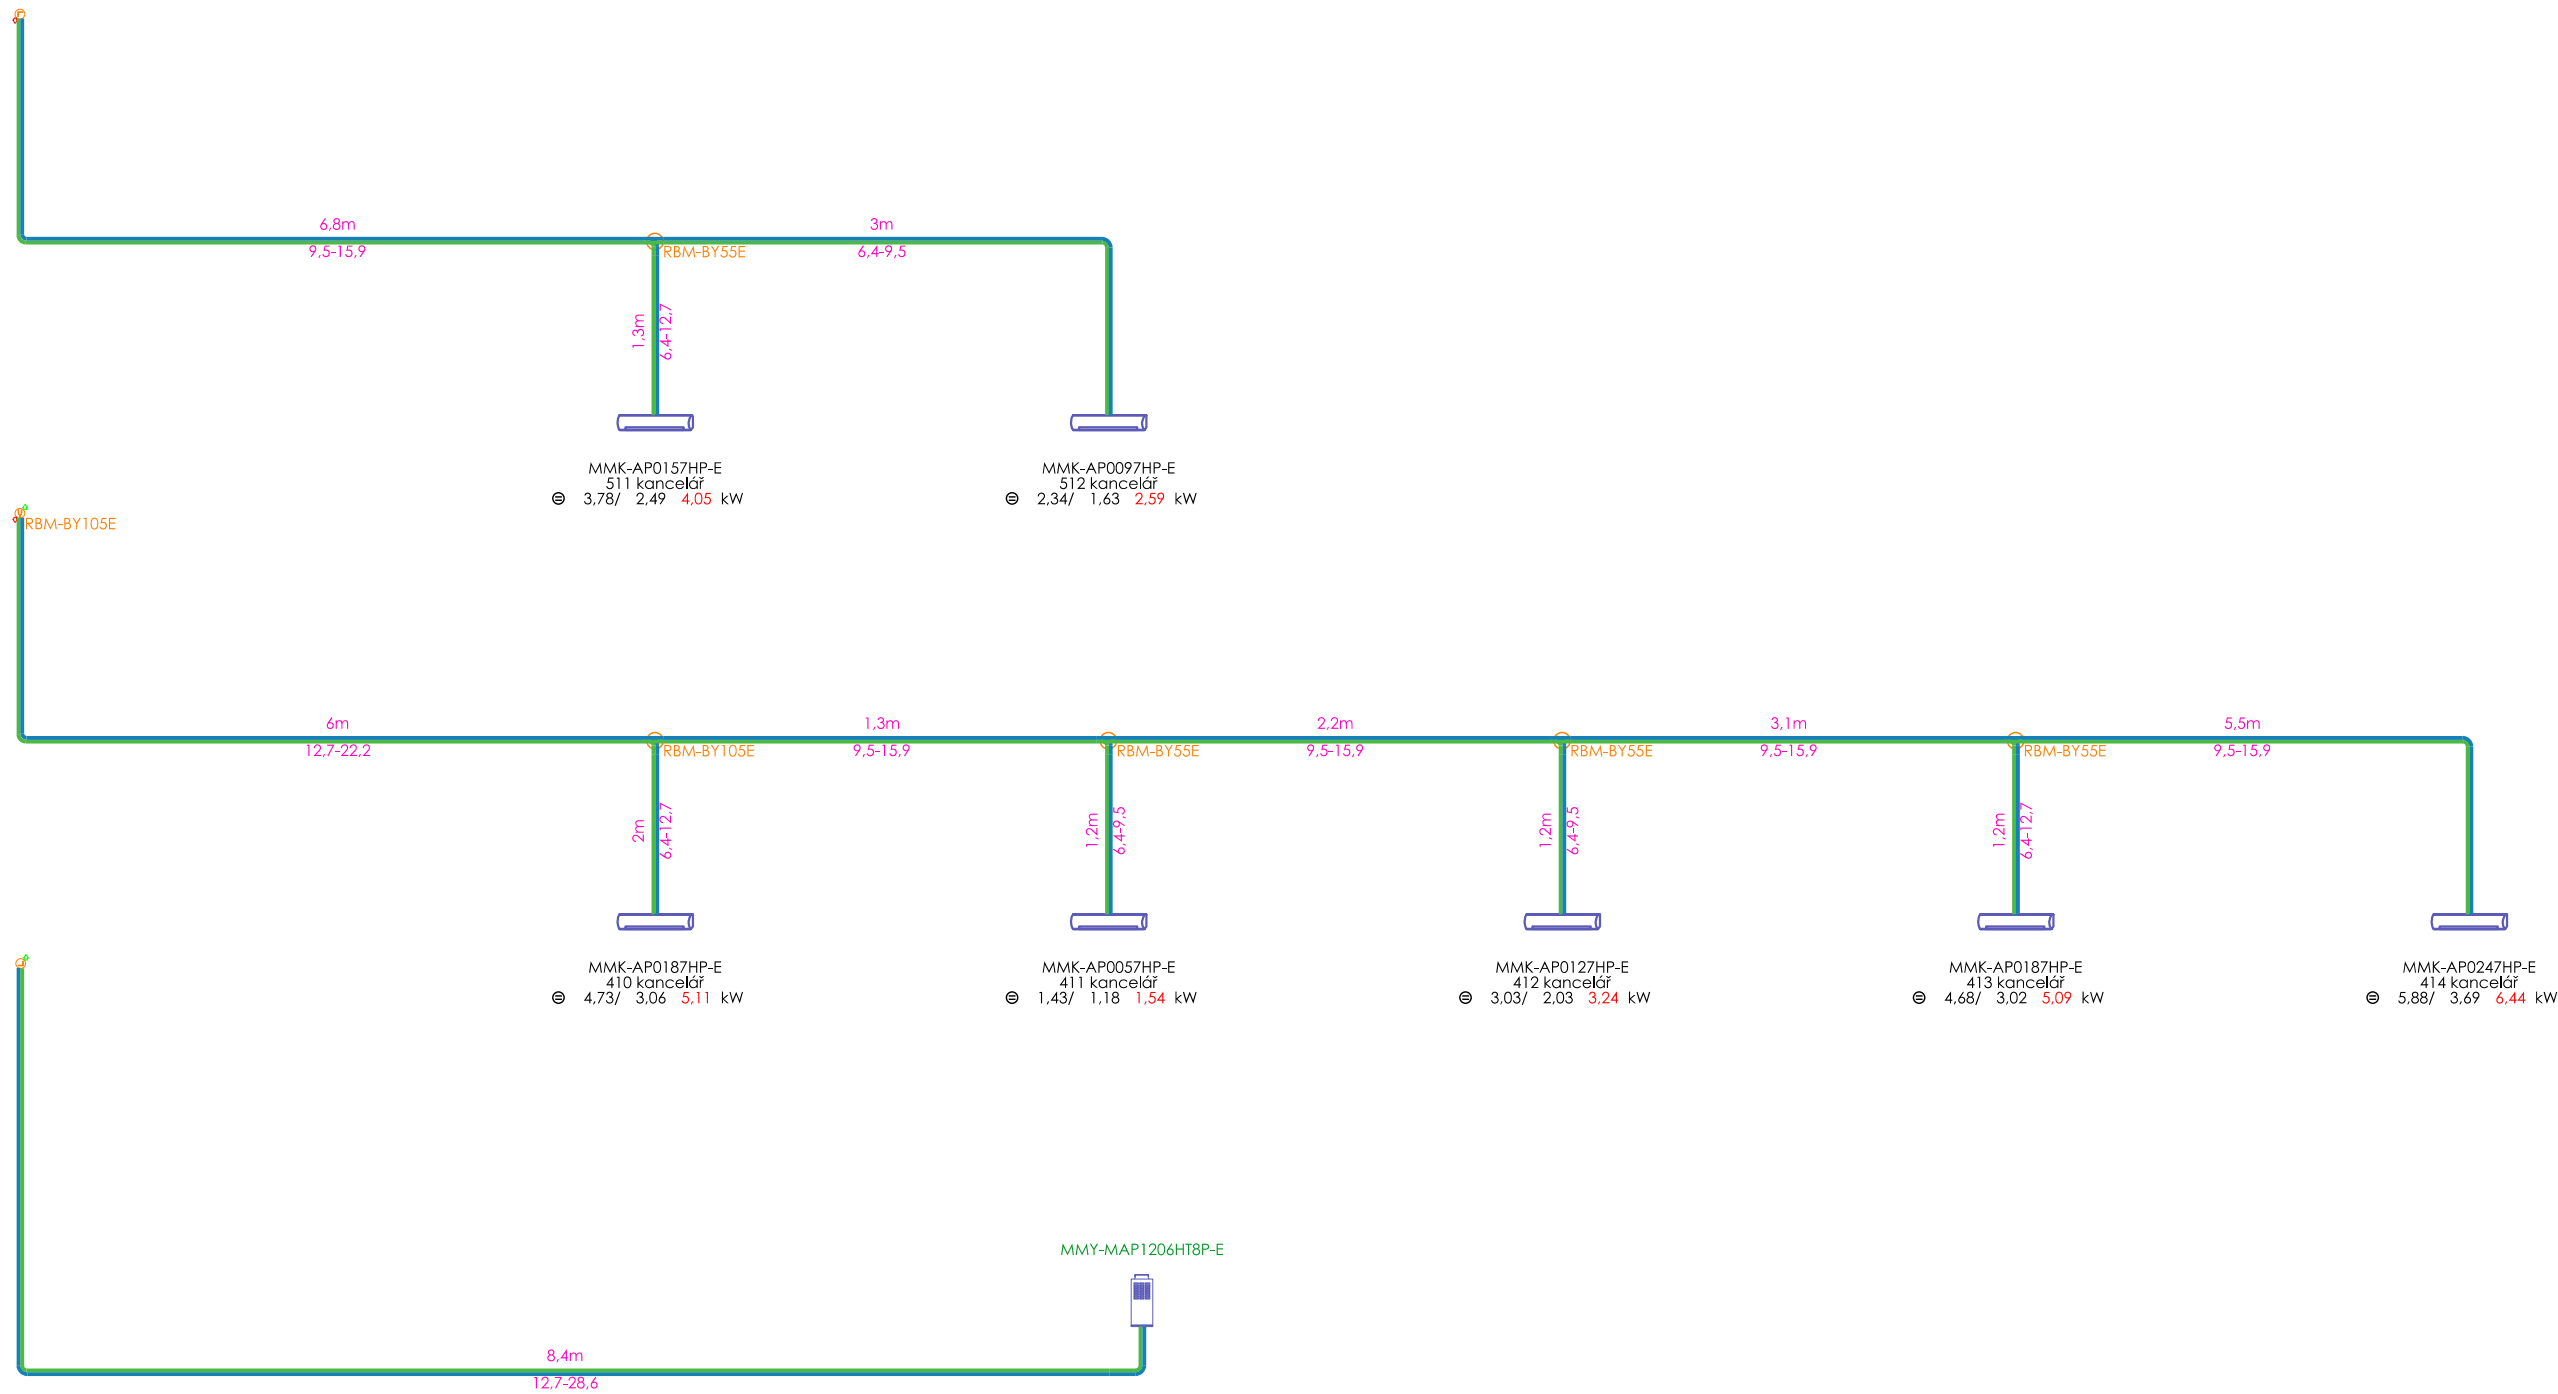 6,8m
3m
9,5-15,9
RBM-BY55E
6,4-9,5
1,3m
6,4-12,7
MMK-AP0157HP-E
511 kancelář
3,78/ 2,49 4,05 kW
MMK-AP0097HP-E
512 kancelář
2,34/ 1,63 2,59 kW
RBM-BY105E
6m
1,3m
2,2m
3,1m
5,5m
12,7-22,2
RBM-BY105E
9,5-15,9
RBM-BY55E
9,5-15,9
RBM-BY55E
9,5-15,9
RBM-BY55E
9,5-15,9
2m
6,4-12,7
1,2m
6,4-9,5
1,2m
6,4-9,5
1,2m
6,4-12,7
MMK-AP0187HP-E
410 kancelář
4,73/ 3,06 5,11 kW
MMK-AP0057HP-E
411 kancelář
1,43/ 1,18 1,54 kW
MMK-AP0127HP-E
412 kancelář
3,03/ 2,03 3,24 kW
MMK-AP0187HP-E
413 kancelář
4,68/ 3,02 5,09 kW
MMK-AP0247HP-E
414 kancelář
5,88/ 3,69 6,44 kW
MMY-MAP1206HT8P-E
8,4m
12,7-28,6